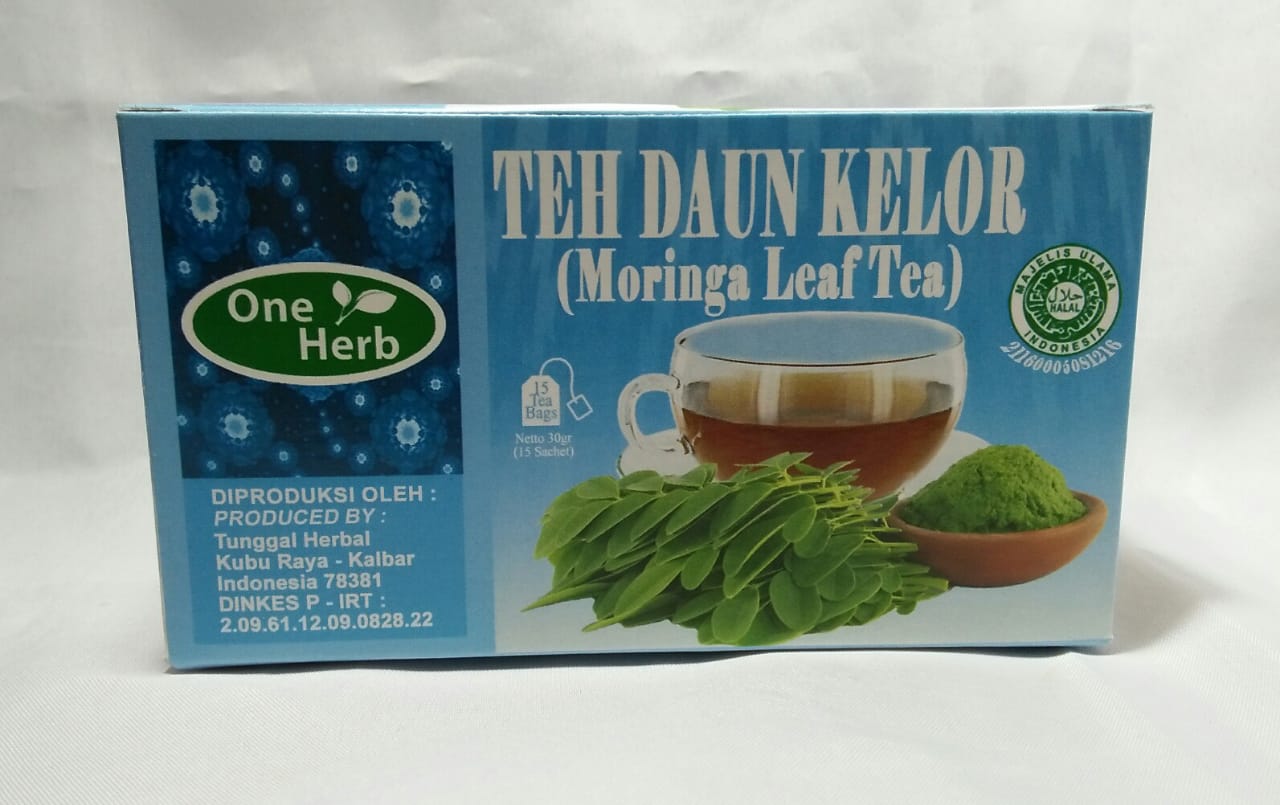 One
Herb
DIPRODUKSI OLEH :
PRODUCED BY :
Tunggal Herbal
Kubu Raya - Kalbar
Indonesia 78381
DINKES P - IRT :
2.09.61.12.09.0828.22
TEH DAUN KELOR
(Moringa Leaf Tea)
15
Tea
Bags
Netto 30gr
(15 Sachet)
MAJELIS ULAMA
حلال
HALAL
INDONESIA